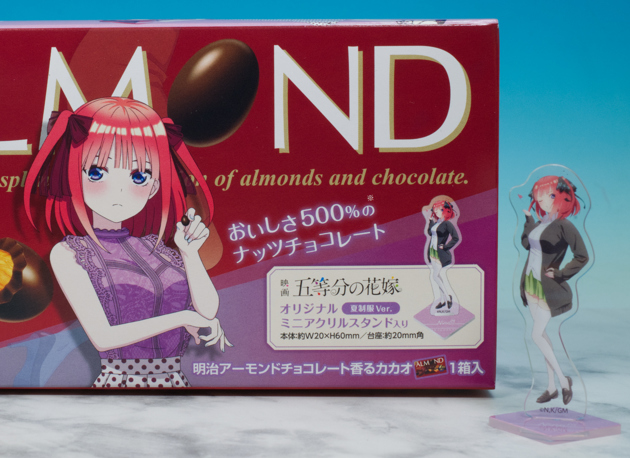 ALMOND
of almonds and chocolate.
おいしさ500%の※
ナッツチョコレート
映画 五等分の花嫁
オリジナル 夏制服Ver.
ミニアクリルスタンド入り
本体:約W20×H60mm/台座:約20mm角
明治アーモンドチョコレート香るカカオ ALMOND 1箱入
©N,K/GM